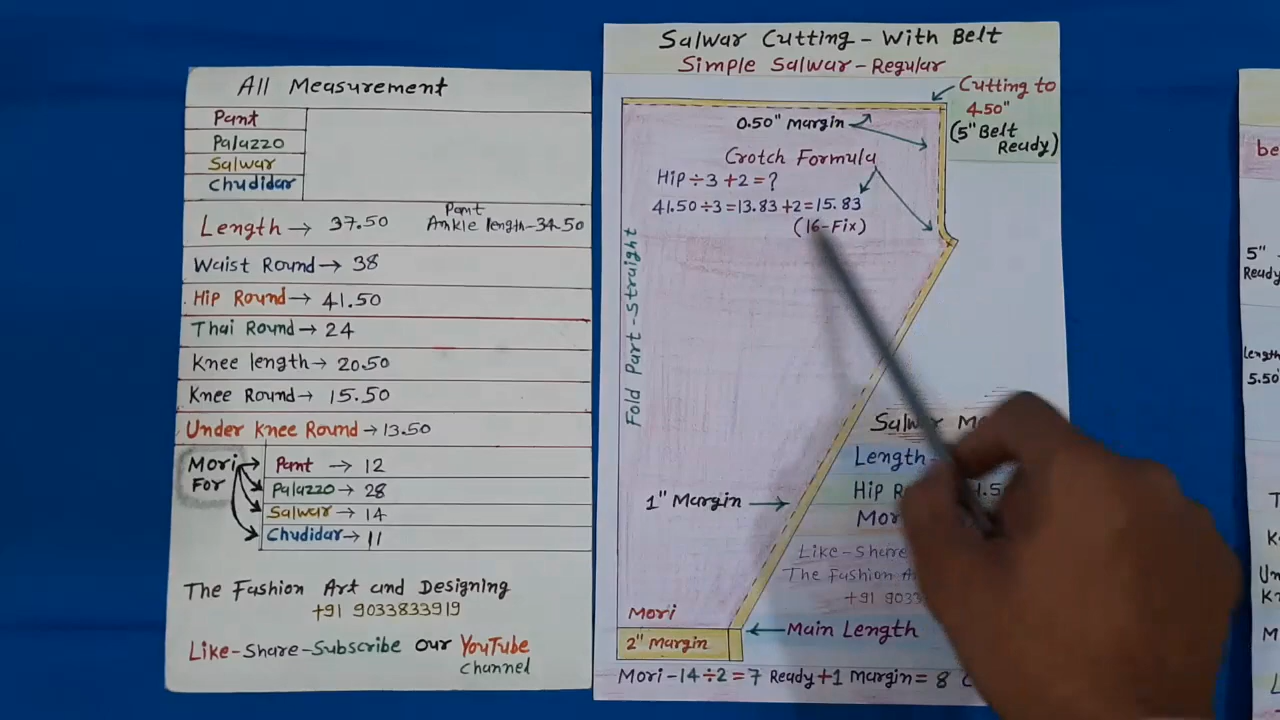 All Measurement
Pant
Palazzo
Salwar
Chudidar
Length → 37.50
Pant
Ankle length-34.50
Waist Round → 38
Hip Round → 41.50
Thai Round → 24
Knee length → 20.50
Knee Round → 15.50
Under Knee Round → 13.50
Mori For
Pant → 12
Palazzo → 28
Salwar → 14
Chudidar → 11
The Fashion Art and Designing
+91 9033833919
Like-Share-Subscribe our YouTube
Channel
Salwar Cutting - With Belt
Simple Salwar - Regular
Cutting to
4.50"
(5" Belt
Ready)
0.50" Margin
Crotch Formula
Hip ÷ 3 + 2 = ?
41.50 ÷ 3 = 13.83 + 2 = 15.83
(16-Fix)
Fold Part - Straight
Salwar
Length
Hip
1" Margin
Like-Share
The Fashion
+91 9033
Mori
2" Margin
Main Length
Mori - 14 ÷ 2 = 7 Ready + 1 Margin = 8
5"
Ready
length
5.50